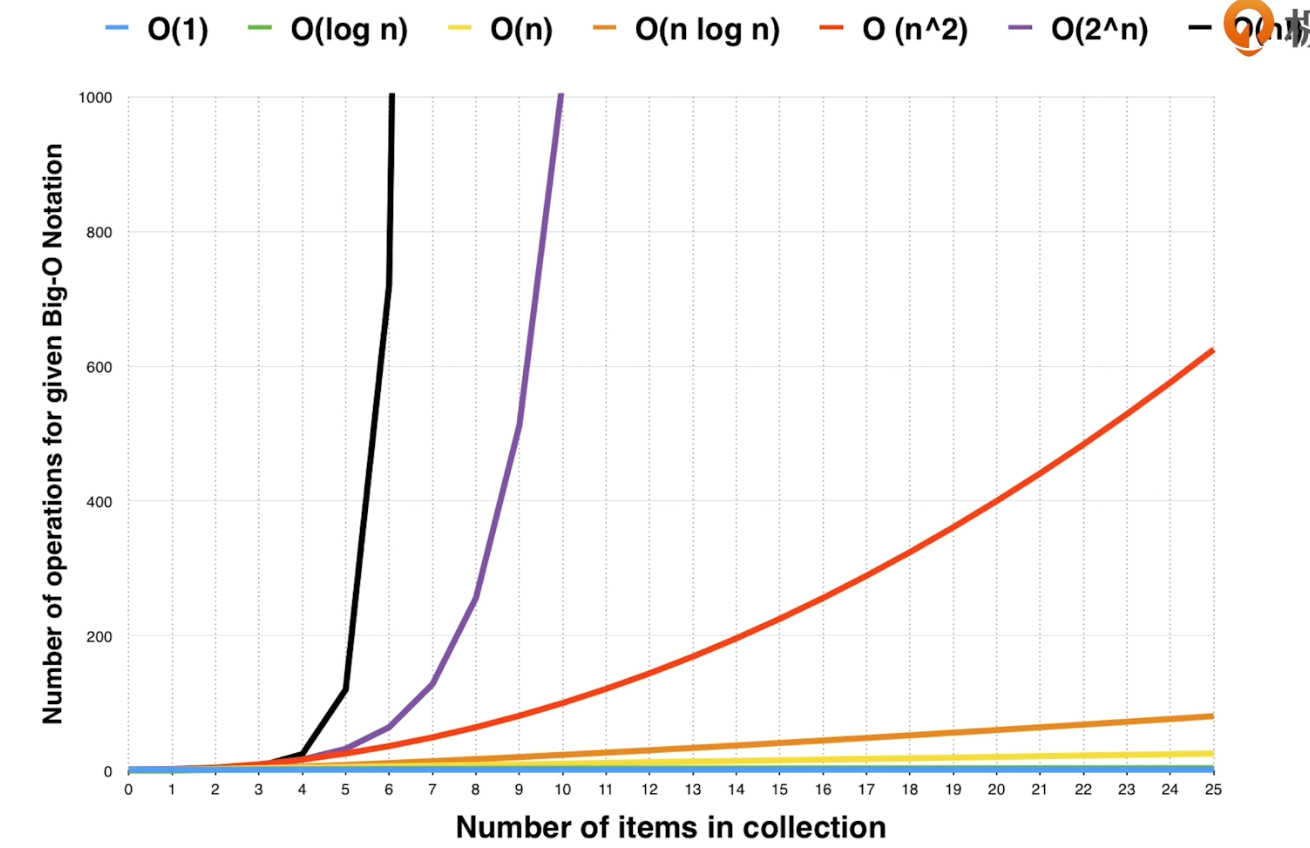 O(1) O(log n) O(n) O(n log n) O (n^2) O(2^n)
1000
800
600
400
200
0
Number of operations for given Big-O Notation
0 1 2 3 4 5 6 7 8 9 10 11 12 13 14 15 16 17 18 19 20 21 22 23 24 25
Number of items in collection